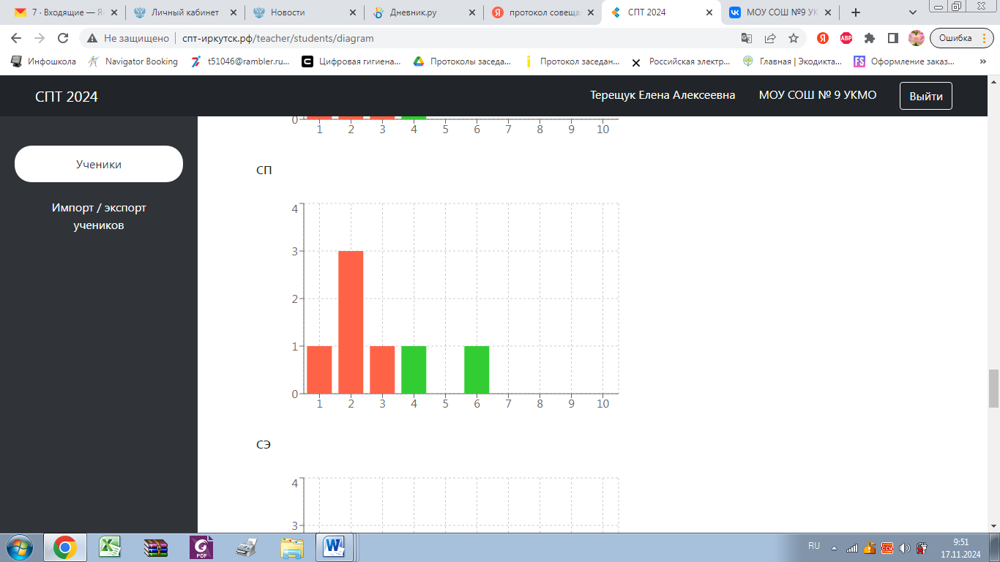 7 · Входящие — Ян
Личный кабинет
Новости
Дневник.ру
протокол совеща
СПТ 2024
МОУ СОШ №9 УК
Не защищено | спт-иркутск.рф/teacher/students/diagram
Ошибка
Инфошкола
Navigator Booking
t51046@rambler.ru...
Цифровая гигиена...
Протоколы заседа...
Протокол заседан...
Российская электр...
Главная | Экодикта...
Оформление заказ...
СПТ 2024
Терещук Елена Алексеевна
МОУ СОШ № 9 УКМО
Выйти
Ученики
Импорт / экспорт
учеников
0
1 2 3 4 5 6 7 8 9 10
СП
4
3
2
1
0
1 2 3 4 5 6 7 8 9 10
СЭ
4
3
RU
9:51
17.11.2024